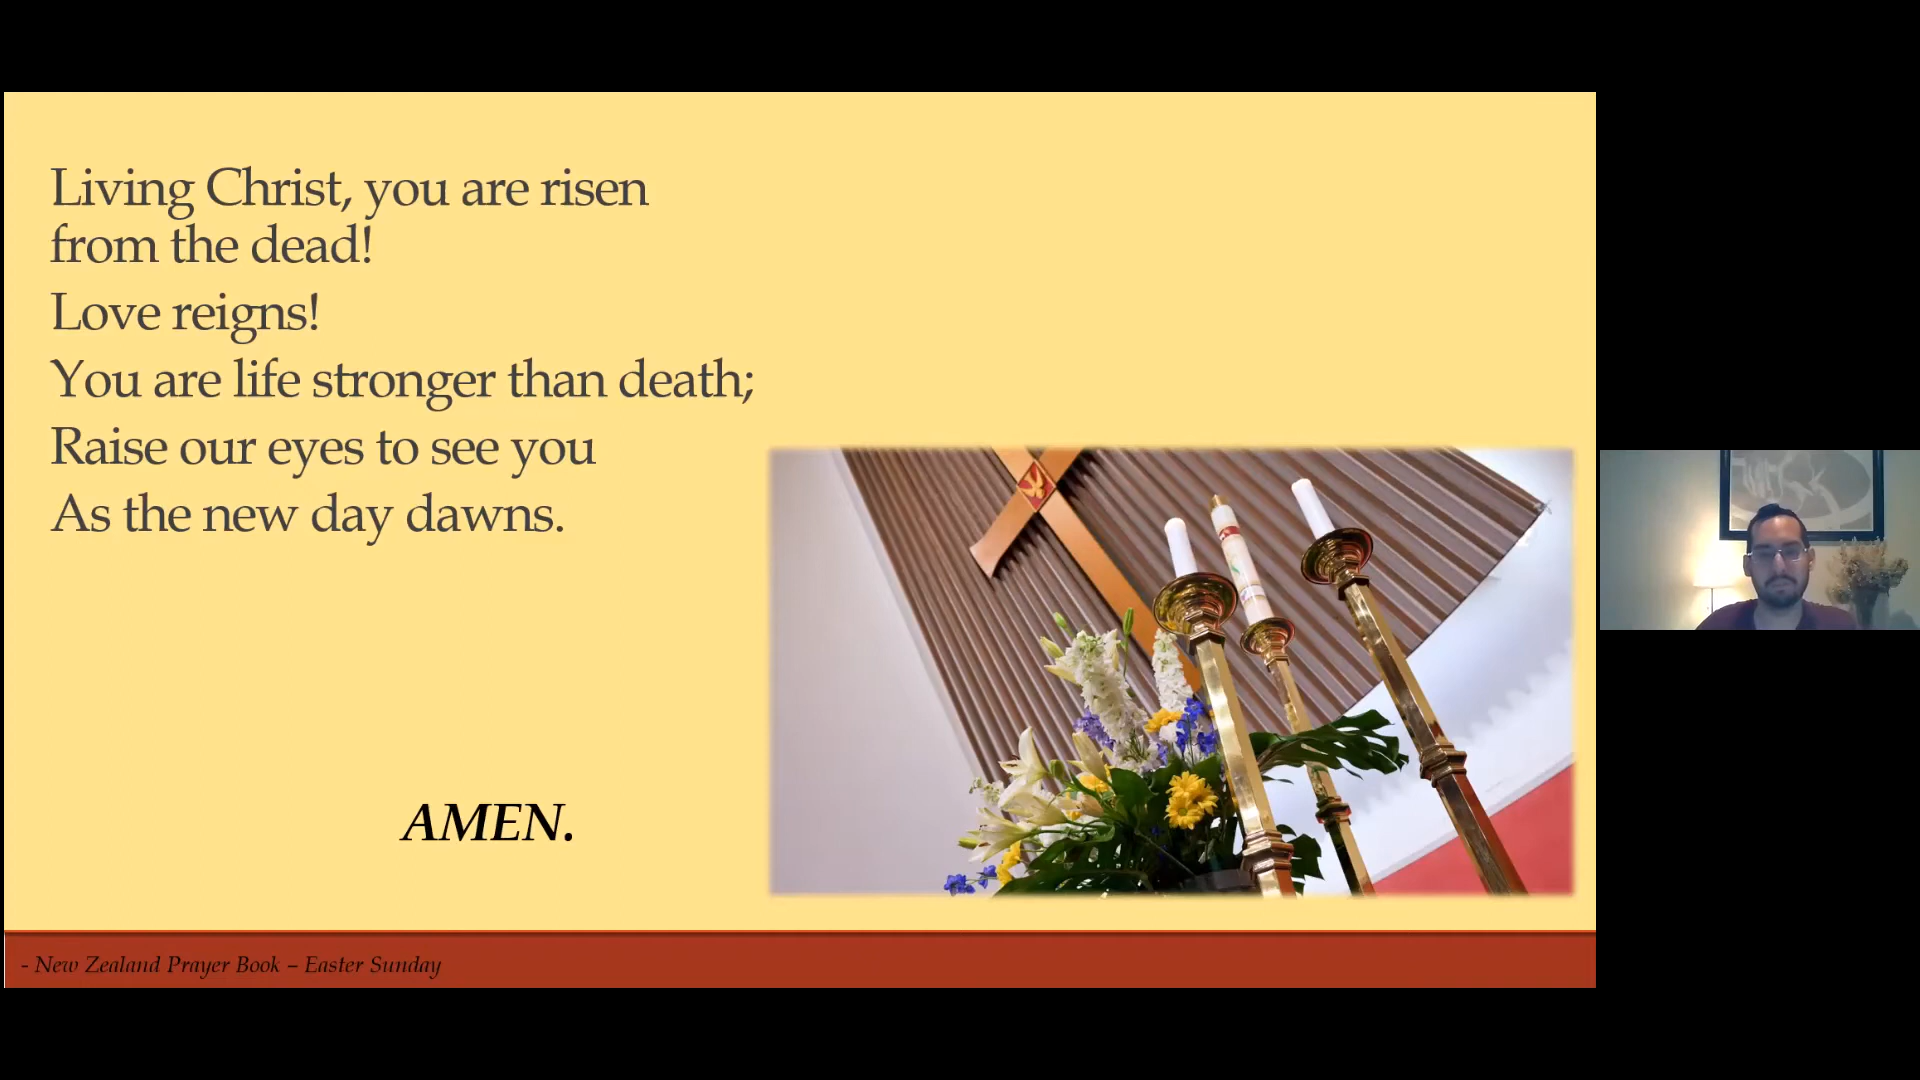 Living Christ, you are risen
from the dead!
Love reigns!
You are life stronger than death;
Raise our eyes to see you
As the new day dawns.
AMEN.
- New Zealand Prayer Book – Easter Sunday